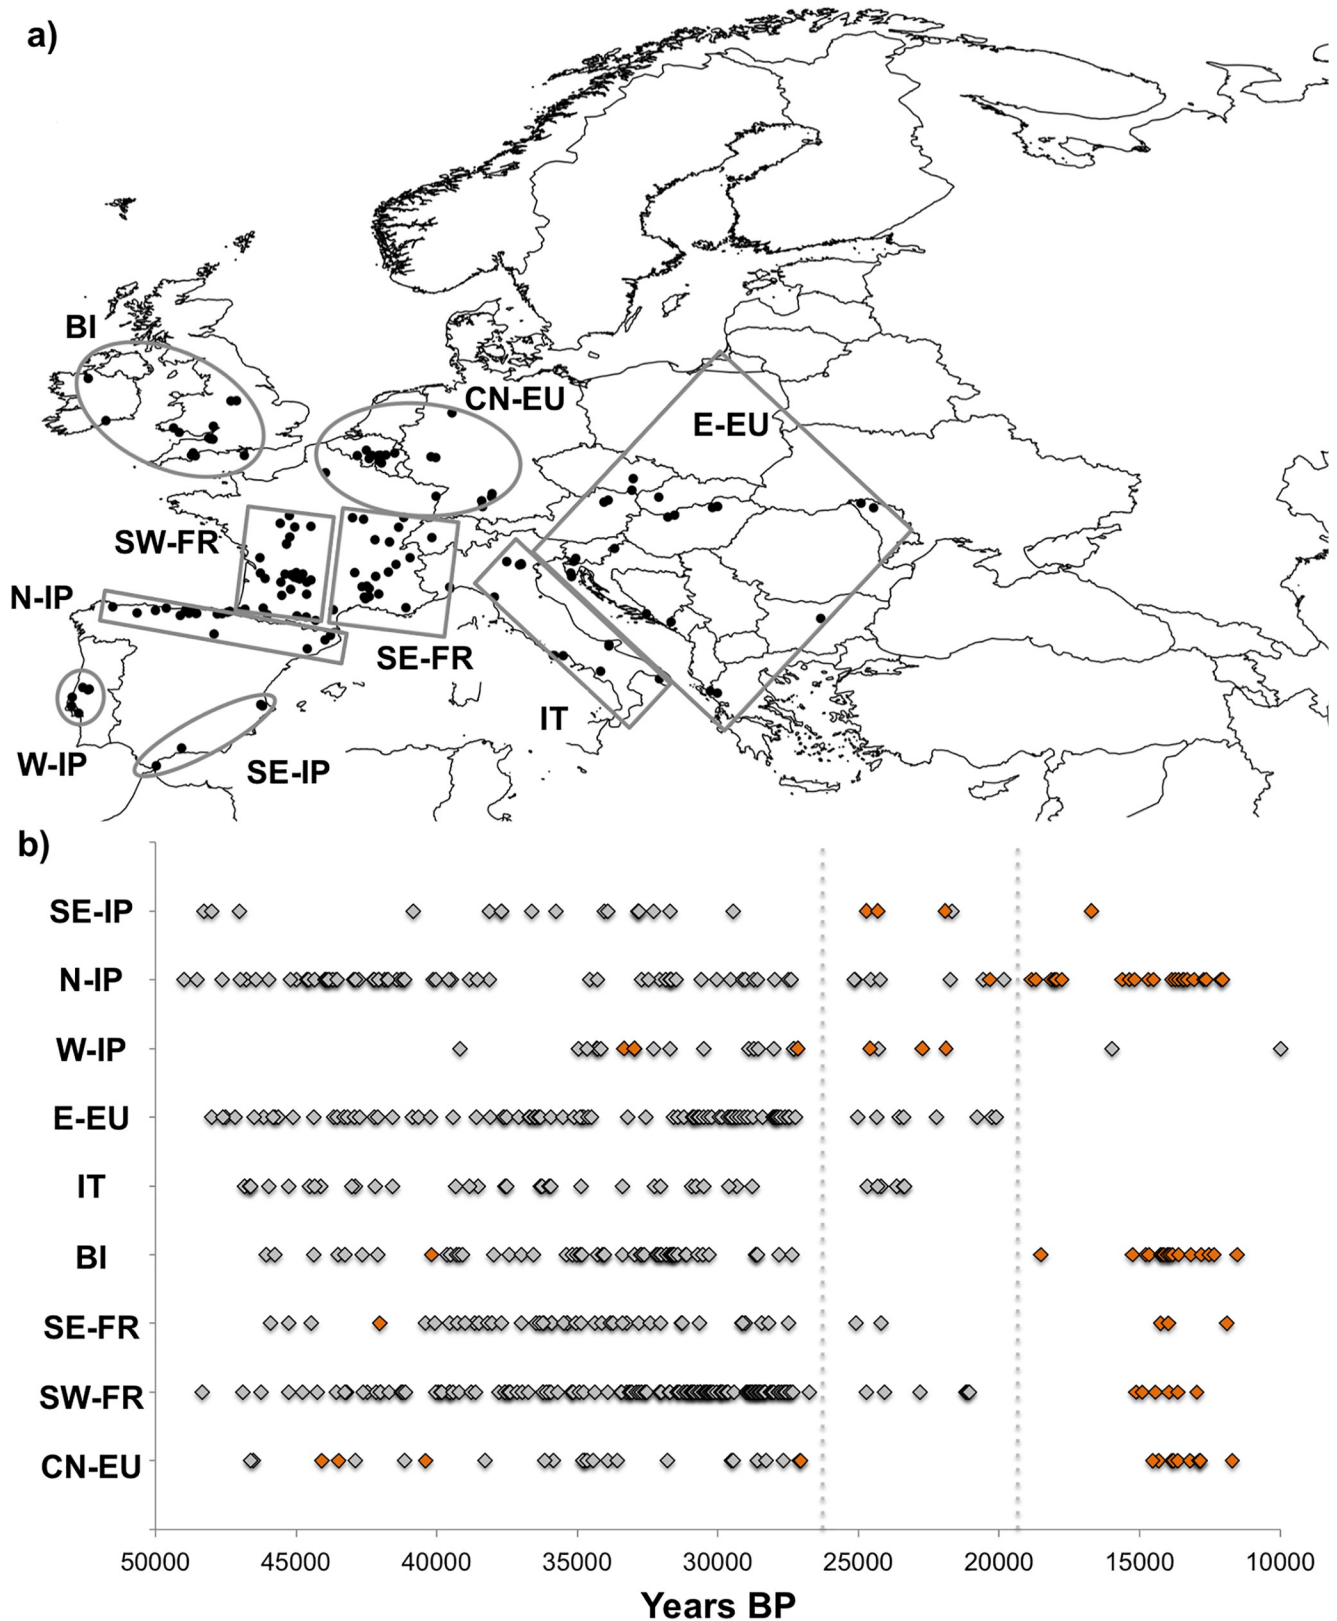 a)
BI
CN-EU
E-EU
SW-FR
N-IP
SE-FR
IT
W-IP
SE-IP
b)
SE-IP
N-IP
W-IP
E-EU
IT
BI
SE-FR
SW-FR
CN-EU
50000 45000 40000 35000 30000 25000 20000 15000 10000
Years BP